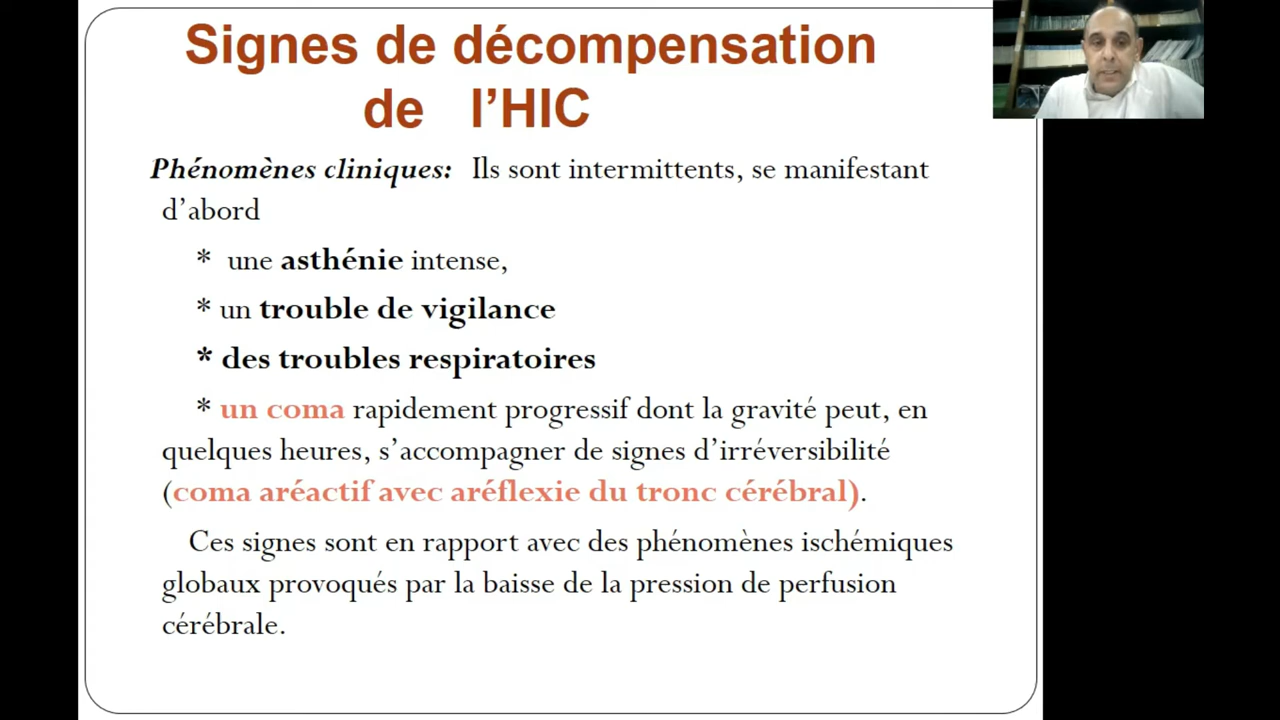 Signes de décompensation
de l’HIC
Phénomènes cliniques: Ils sont intermittents, se manifestant
d’abord
* une asthénie intense,
* un trouble de vigilance
* des troubles respiratoires
* un coma rapidement progressif dont la gravité peut, en
quelques heures, s’accompagner de signes d’irréversibilité
(coma aréactif avec aréflexie du tronc cérébral).
Ces signes sont en rapport avec des phénomènes ischémiques
globaux provoqués par la baisse de la pression de perfusion
cérébrale.